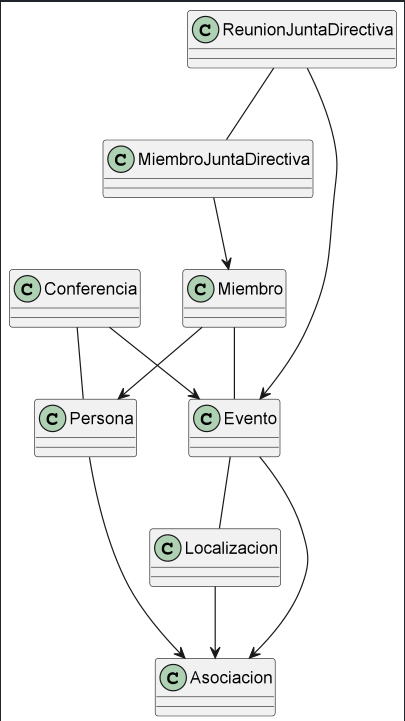 C ReunionJuntaDirectiva
C MiembroJuntaDirectiva
C Conferencia
C Miembro
C Persona
C Evento
C Localizacion
C Asociacion